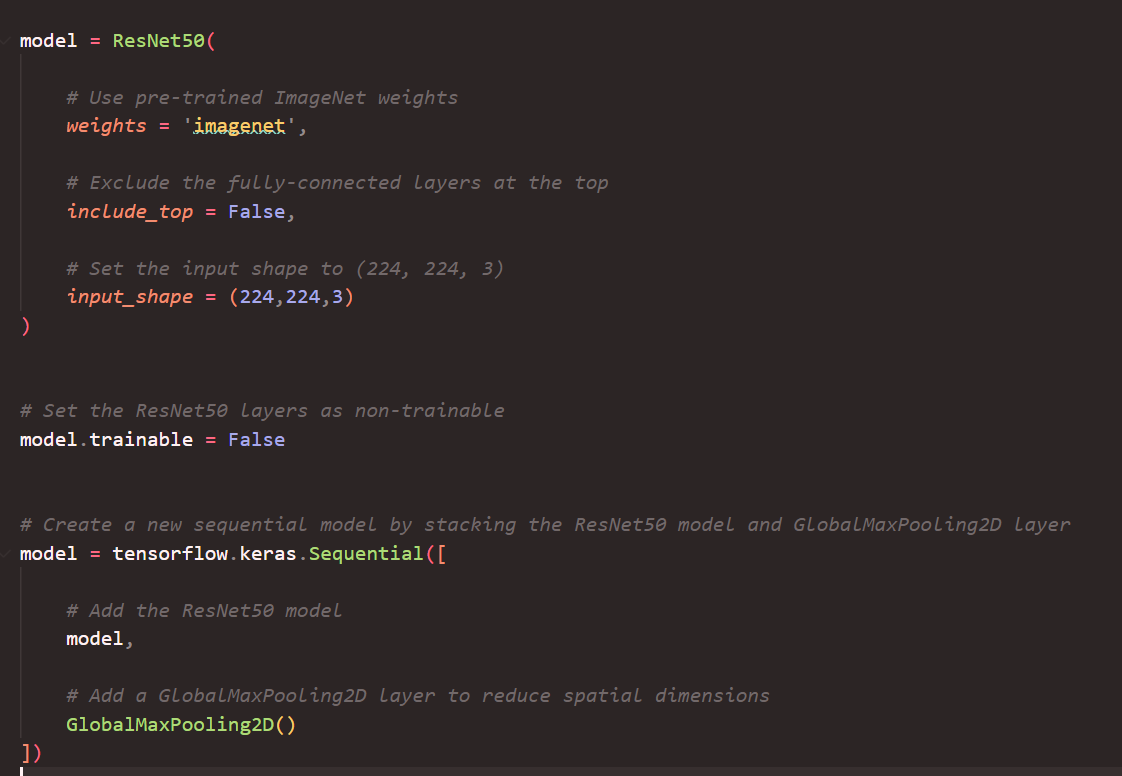 model = ResNet50(
# Use pre-trained ImageNet weights
weights = 'imagenet',
# Exclude the fully-connected layers at the top
include_top = False,
# Set the input shape to (224, 224, 3)
input_shape = (224,224,3)
)
# Set the ResNet50 layers as non-trainable
model.trainable = False
# Create a new sequential model by stacking the ResNet50 model and GlobalMaxPooling2D layer
model = tensorflow.keras.Sequential([
# Add the ResNet50 model
model,
# Add a GlobalMaxPooling2D layer to reduce spatial dimensions
GlobalMaxPooling2D()
])